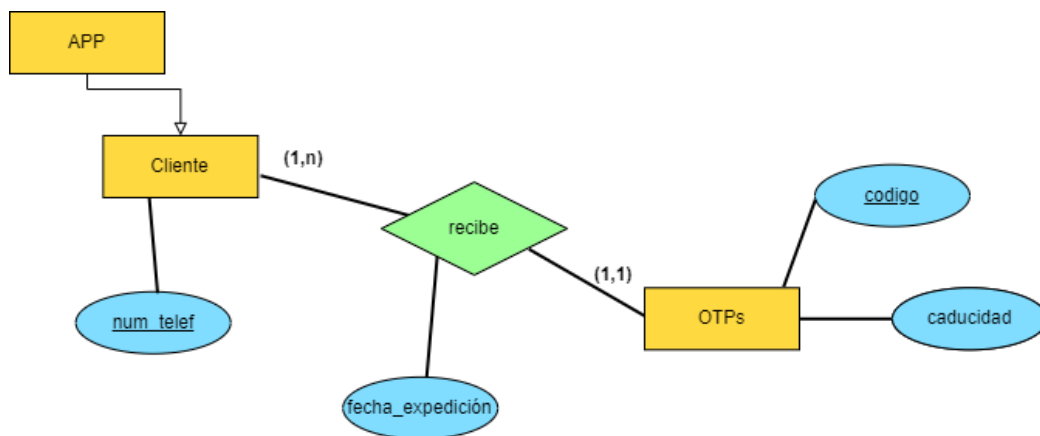 APP
Cliente
(1,n)
recibe
codigo
(1,1)
OTPs
caducidad
num_telef
fecha_expedición